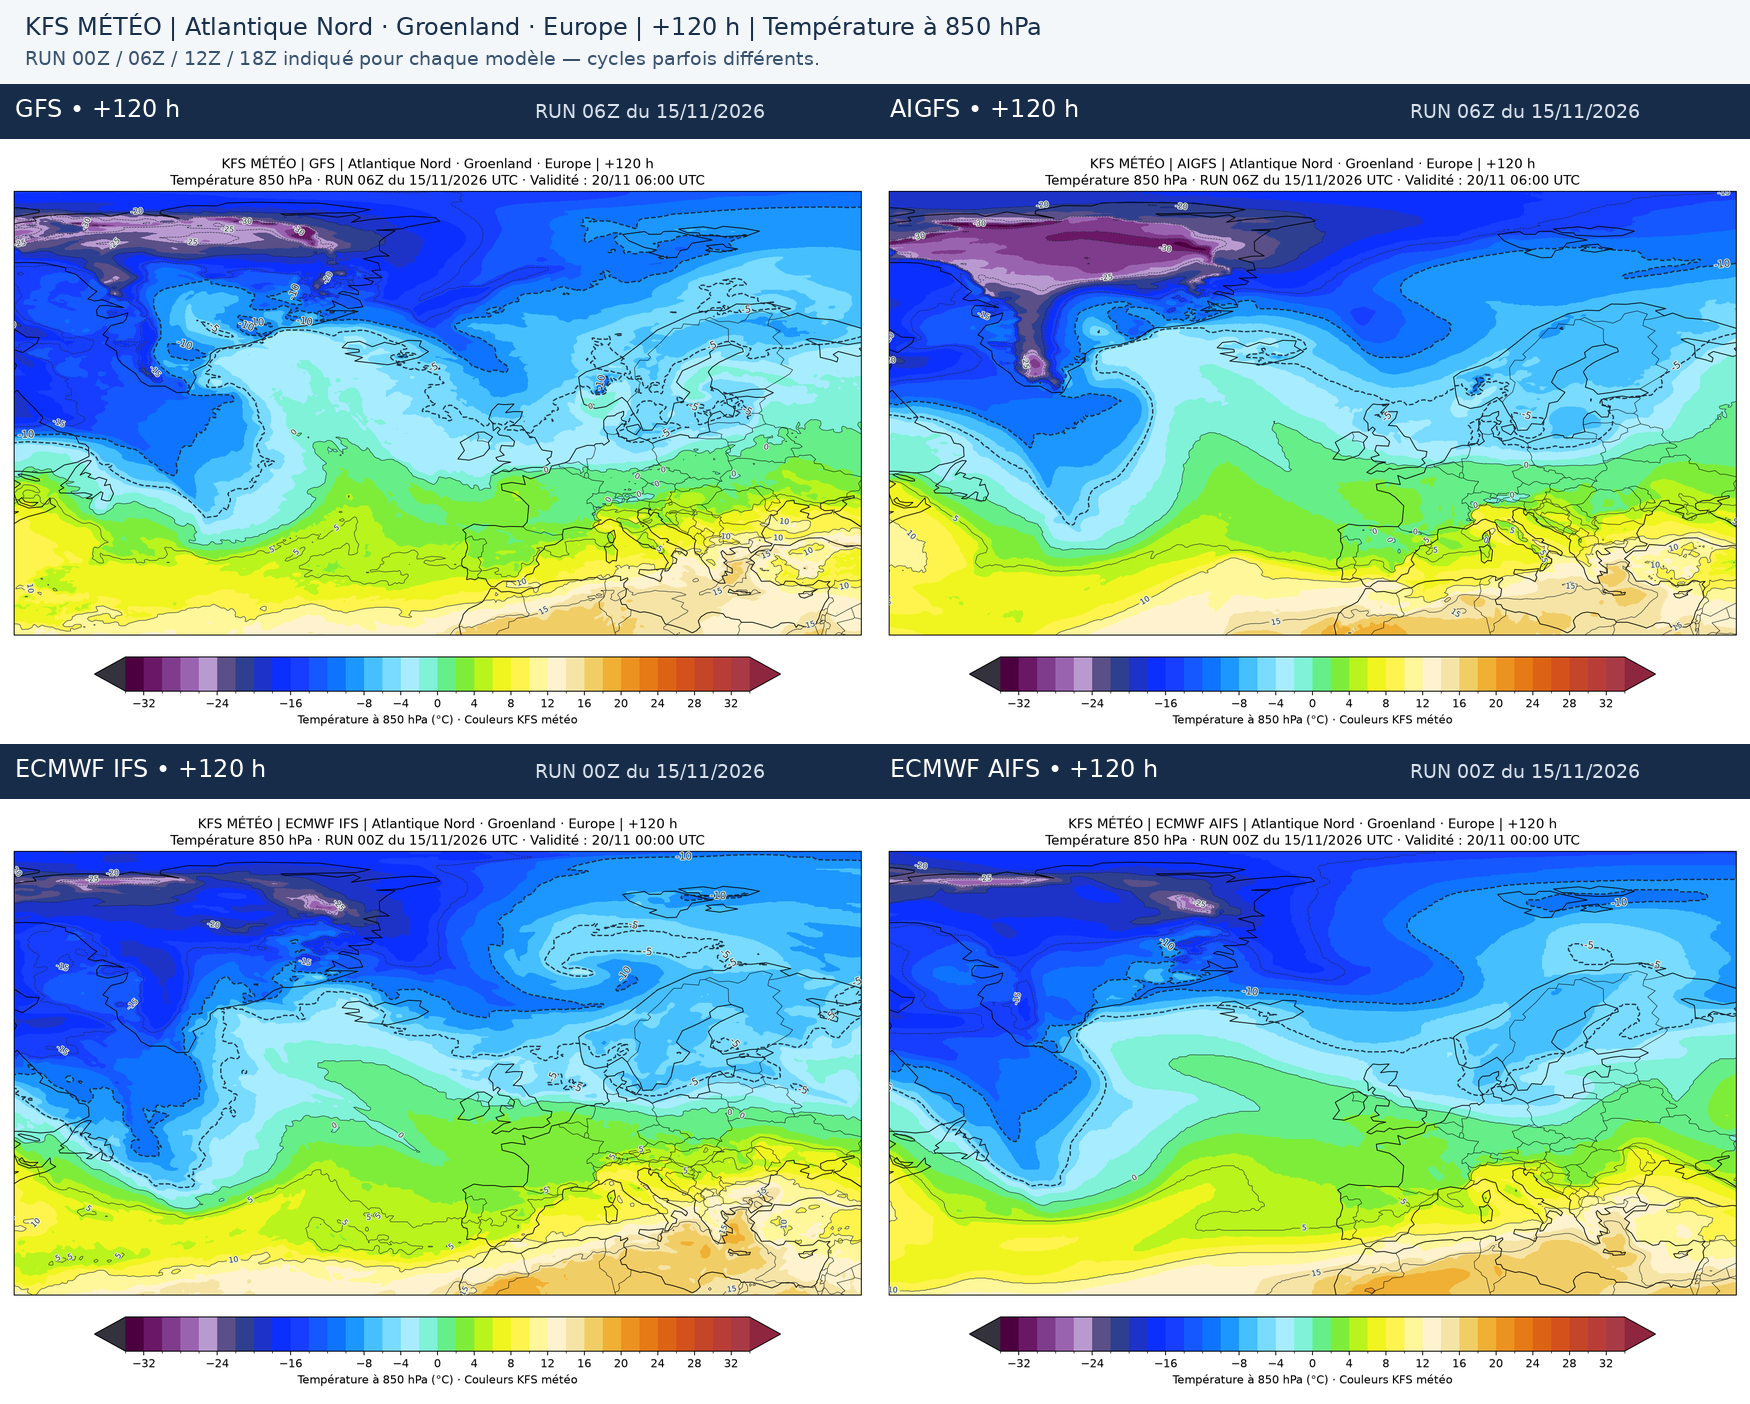 KFS MÉTÉO | Atlantique Nord · Groenland · Europe | +120 h | Température à 850 hPa
RUN 00Z / 06Z / 12Z / 18Z indiqué pour chaque modèle — cycles parfois différents.
GFS • +120 h
RUN 06Z du 15/11/2026
AIGFS • +120 h
RUN 06Z du 15/11/2026
KFS MÉTÉO | GFS | Atlantique Nord · Groenland · Europe | +120 h
Température 850 hPa · RUN 06Z du 15/11/2026 UTC · Validité : 20/11 06:00 UTC
KFS MÉTÉO | AIGFS | Atlantique Nord · Groenland · Europe | +120 h
Température 850 hPa · RUN 06Z du 15/11/2026 UTC · Validité : 20/11 06:00 UTC
−32 −24 −16 −8 −4 0 4 8 12 16 20 24 28 32
Température à 850 hPa (°C) · Couleurs KFS météo
−32 −24 −16 −8 −4 0 4 8 12 16 20 24 28 32
Température à 850 hPa (°C) · Couleurs KFS météo
ECMWF IFS • +120 h
RUN 00Z du 15/11/2026
ECMWF AIFS • +120 h
RUN 00Z du 15/11/2026
KFS MÉTÉO | ECMWF IFS | Atlantique Nord · Groenland · Europe | +120 h
Température 850 hPa · RUN 00Z du 15/11/2026 UTC · Validité : 20/11 00:00 UTC
KFS MÉTÉO | ECMWF AIFS | Atlantique Nord · Groenland · Europe | +120 h
Température 850 hPa · RUN 00Z du 15/11/2026 UTC · Validité : 20/11 00:00 UTC
−32 −24 −16 −8 −4 0 4 8 12 16 20 24 28 32
Température à 850 hPa (°C) · Couleurs KFS météo
−32 −24 −16 −8 −4 0 4 8 12 16 20 24 28 32
Température à 850 hPa (°C) · Couleurs KFS météo